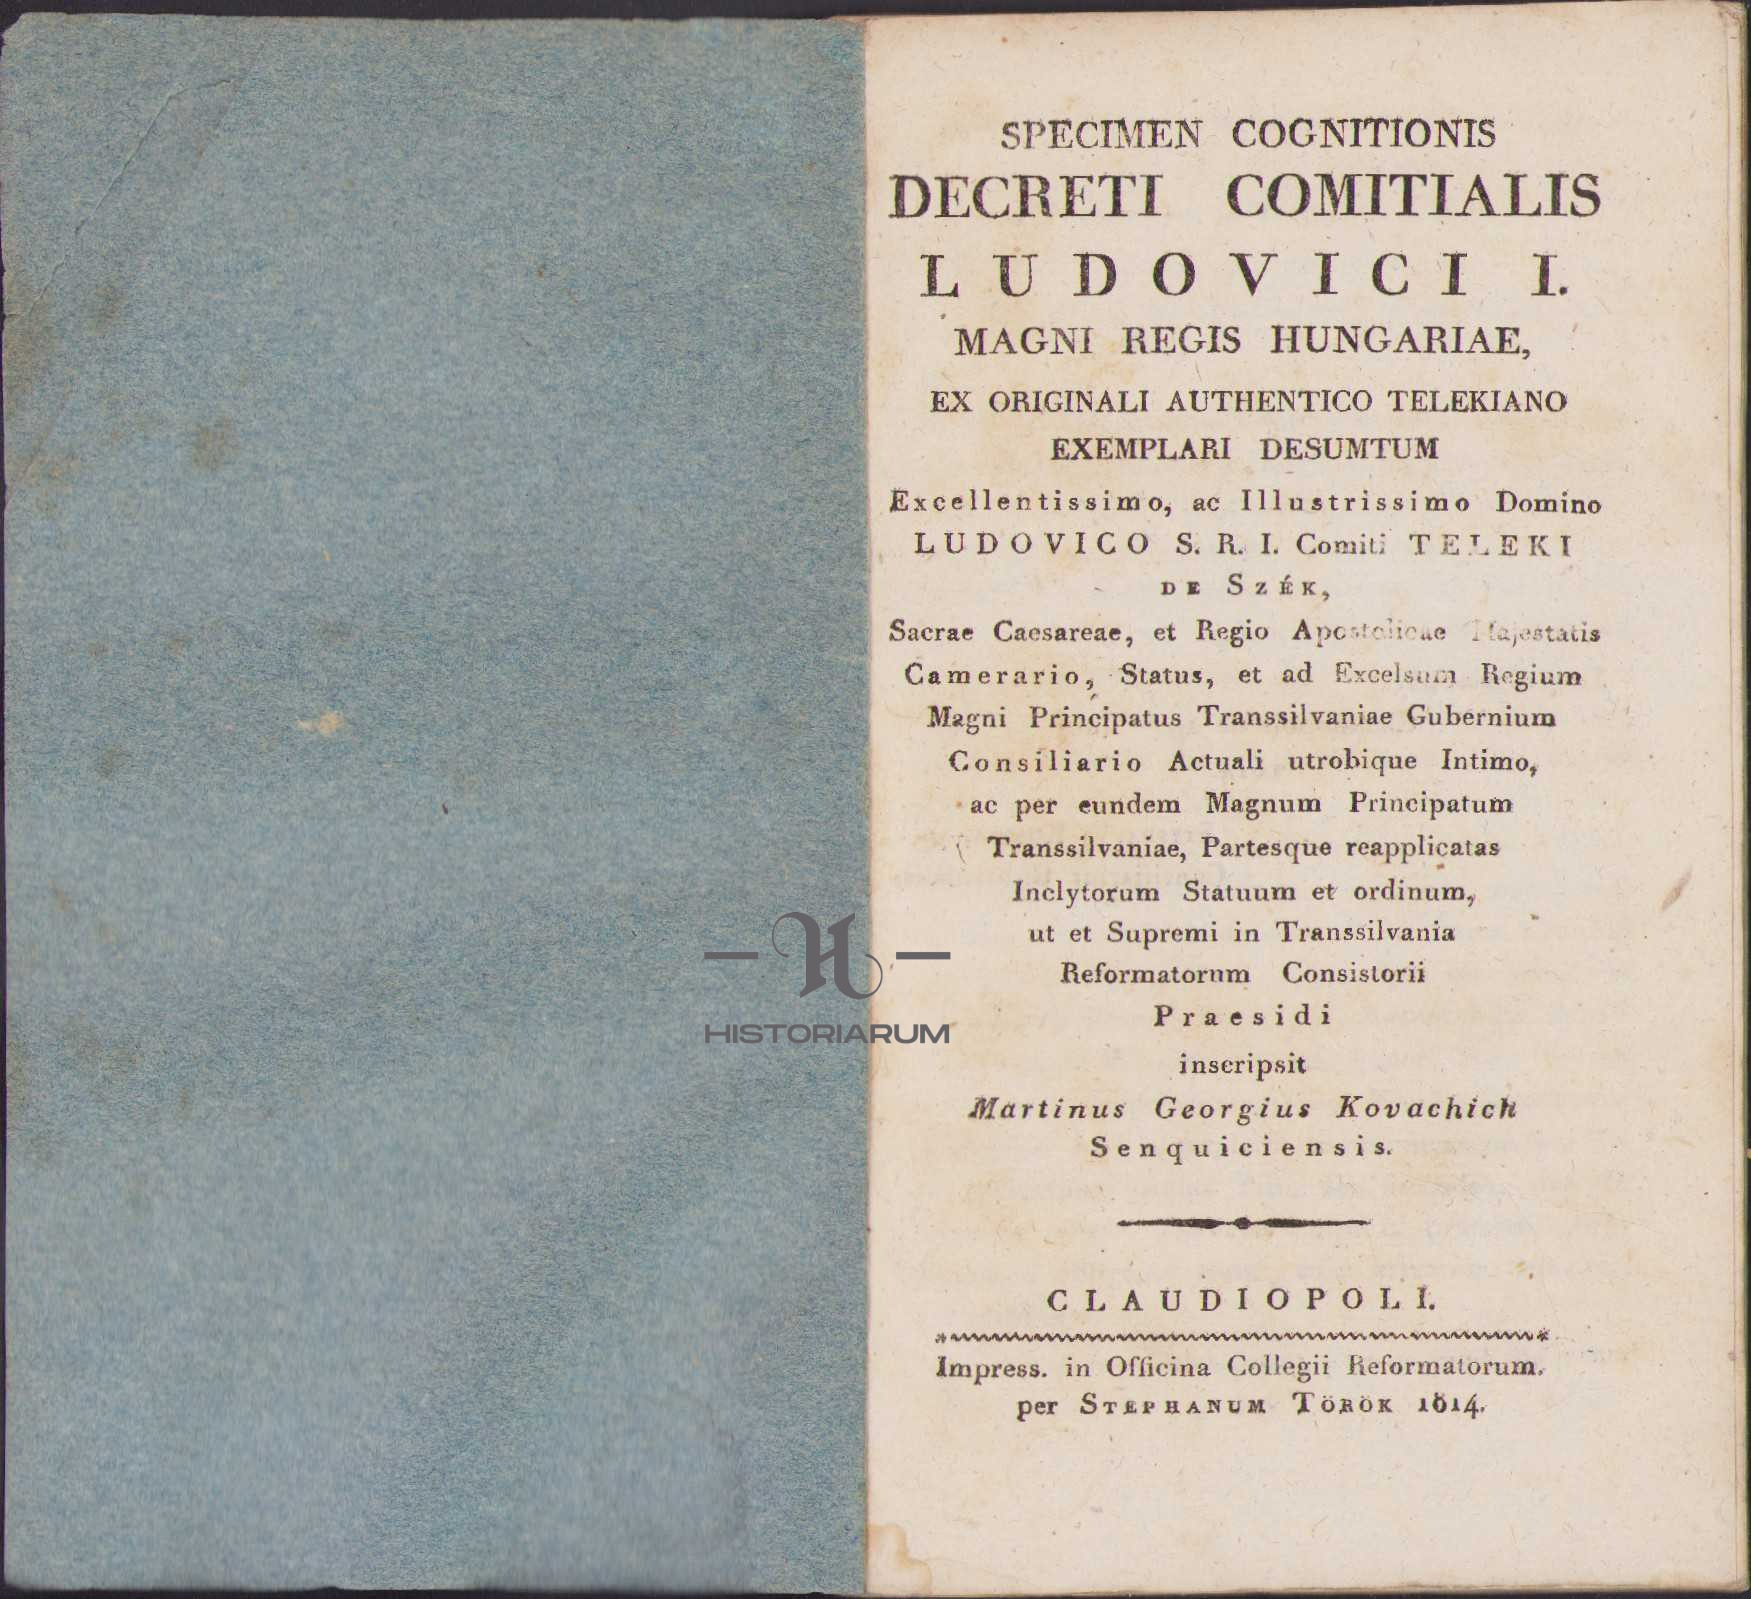 SPECIMEN COGNITIONIS
DECRETI COMITIALIS
LUDOVICI I.
MAGNI REGIS HUNGARIAE,
EX ORIGINALI AUTHENTICO TELEKIANO
EXEMPLARI DESUMTUM
Excellentissimo, ac Illustrissimo Domino
LUDOVICO S. R. I. Comiti TELEKI
DE SZÉK,
Sacrae Caesareae, et Regio Apostolicae Majestatis
Camerario, Status, et ad Excelsum Regium
Magni Principatus Transsilvaniae Gubernium
Consiliario Actuali utrobique Intimo,
ac per eundem Magnum Principatum
Transsilvaniae, Partesque reapplicatas
Inclytorum Statuum et ordinum,
ut et Supremi in Transsilvania
Reformatorum Consistorii
Praesidi
inscripsit
Martinus Georgius Kovachich
Senquiciensis.
CLAUDIOPOLI.
Impress. in Officina Collegii Reformatorum.
per STEPHANUM TÖRÖK 1814.
H
HISTORIARUM